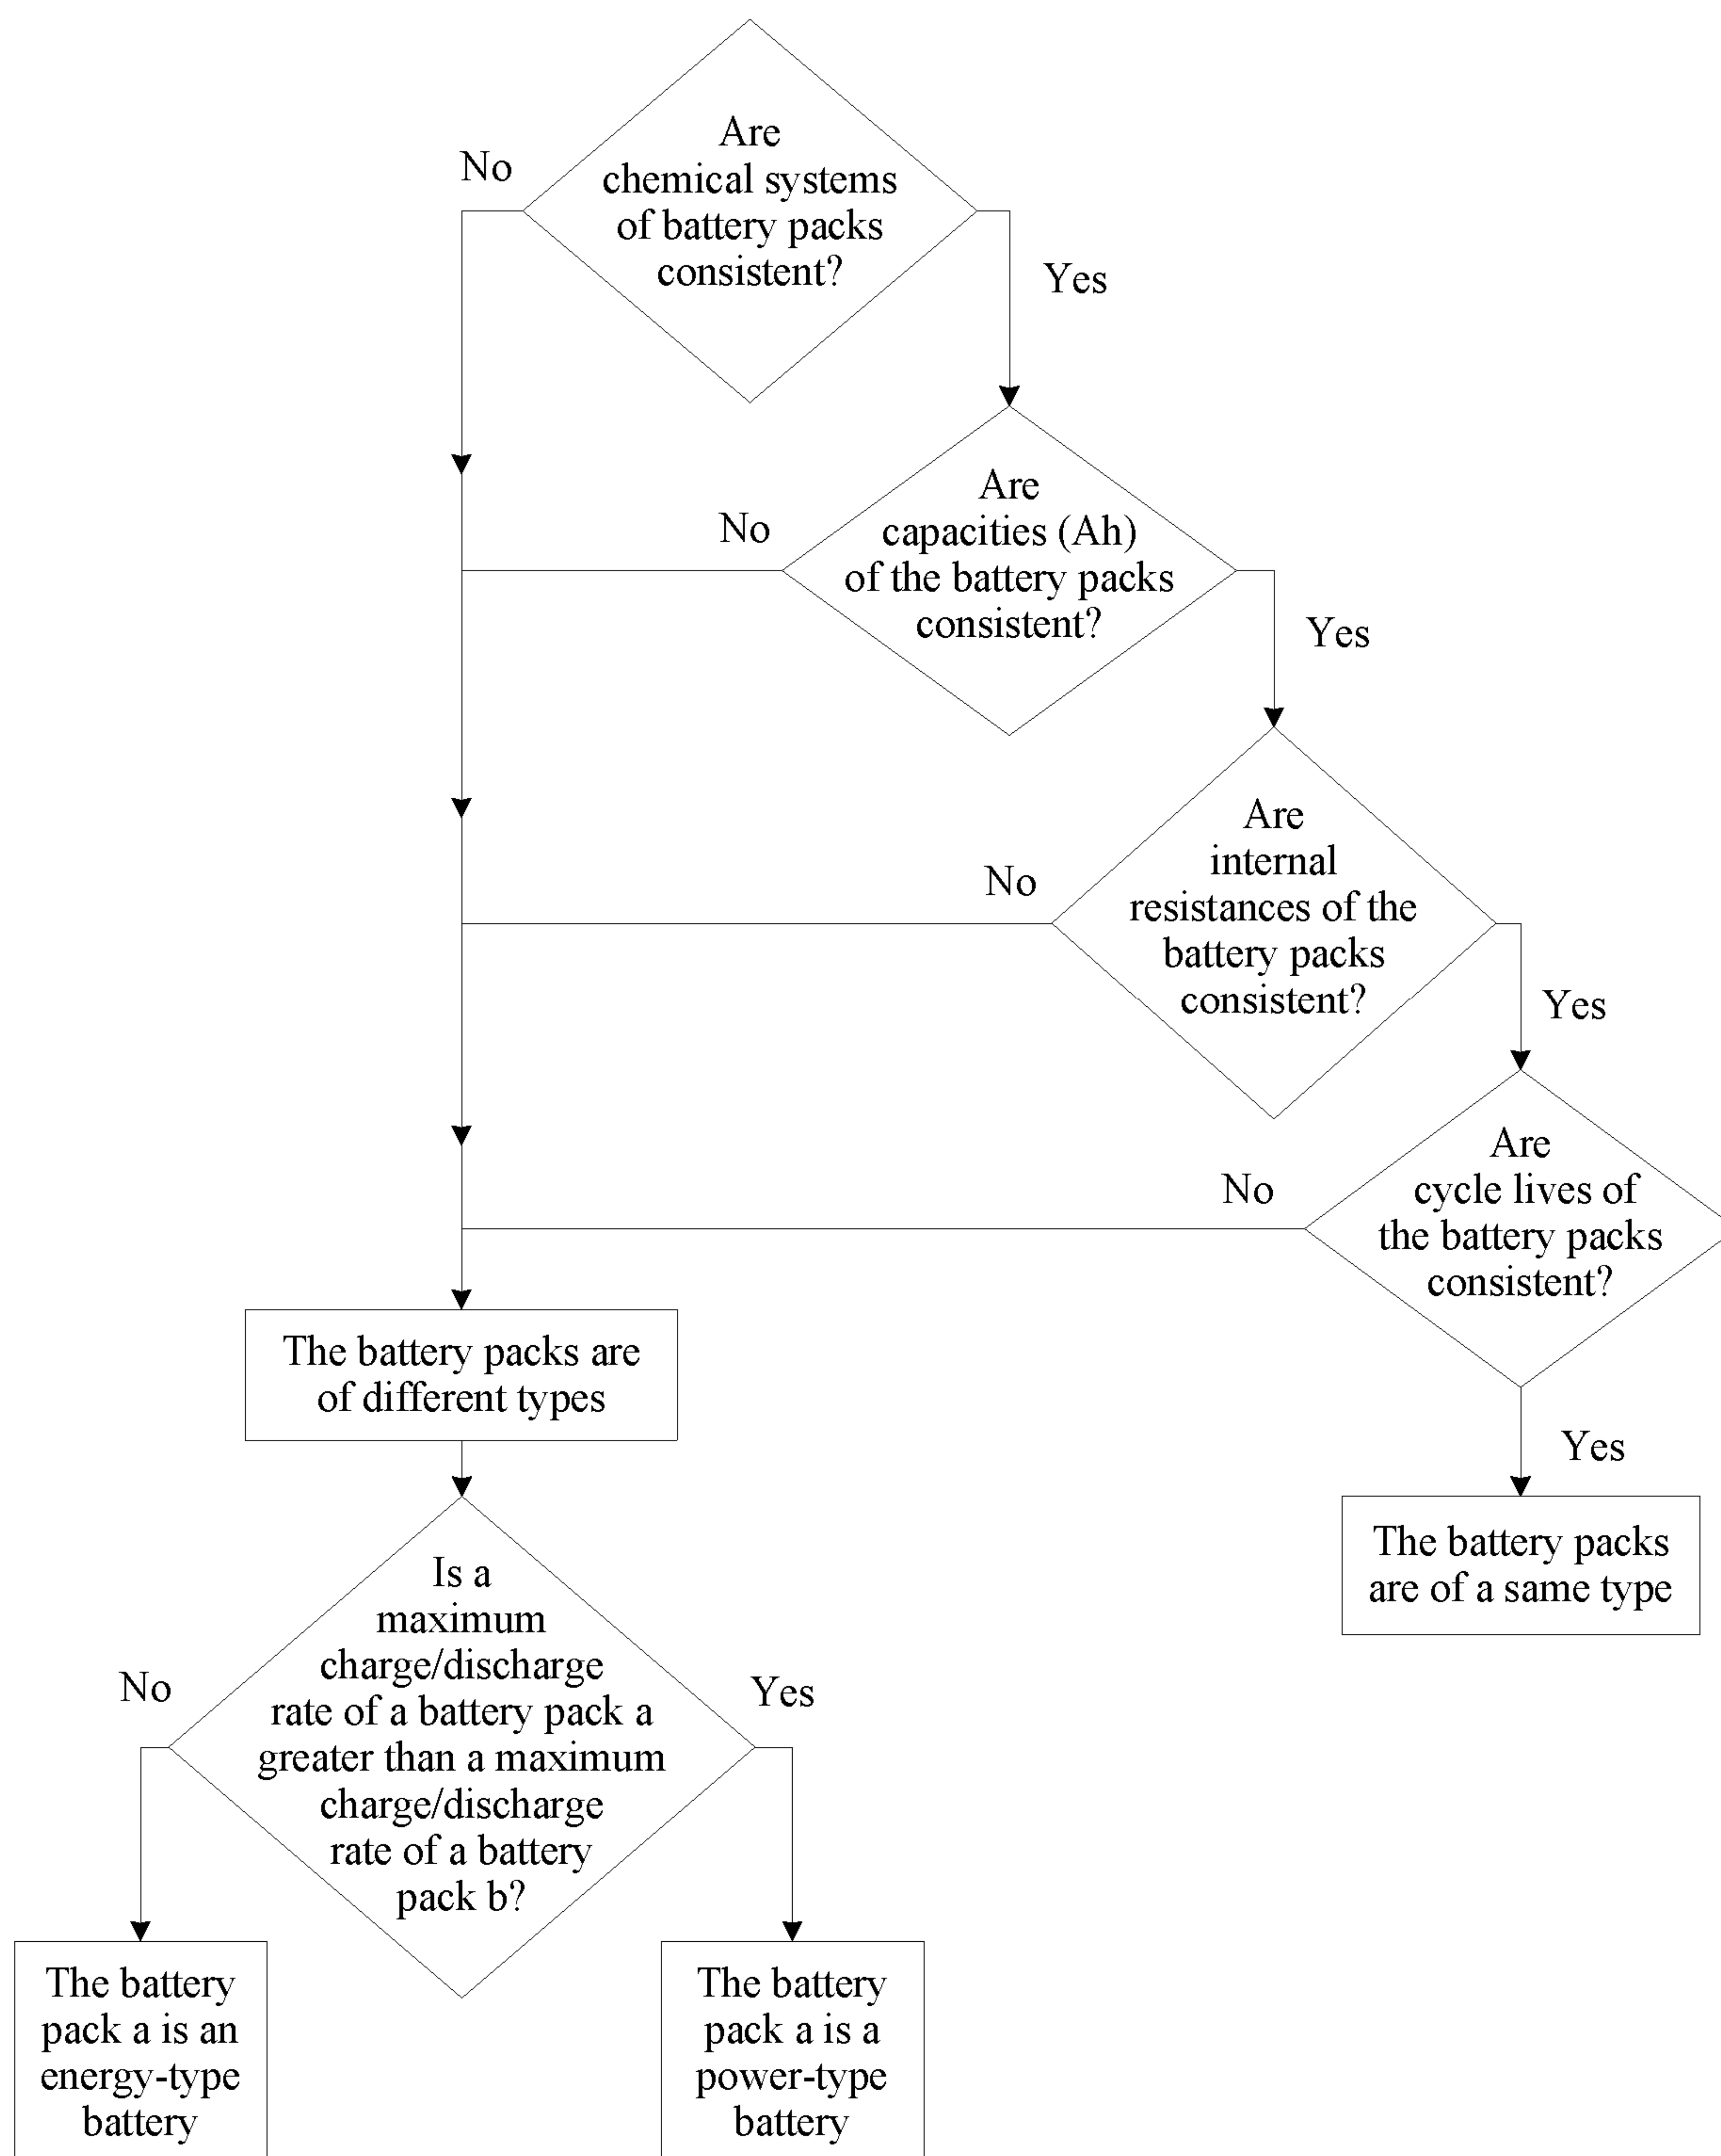 Are
chemical systems
of battery packs
consistent?
No
Yes
Are
capacities (Ah)
of the battery packs
consistent?
No
Yes
Are
internal
resistances of the
battery packs
consistent?
No
Yes
Are
cycle lives of
the battery packs
consistent?
No
Yes
The battery packs are
of different types
The battery packs
are of a same type
Is a
maximum
charge/discharge
rate of a battery pack a
greater than a maximum
charge/discharge
rate of a battery
pack b?
No
Yes
The battery
pack a is an
energy-type
battery
The battery
pack a is a
power-type
battery